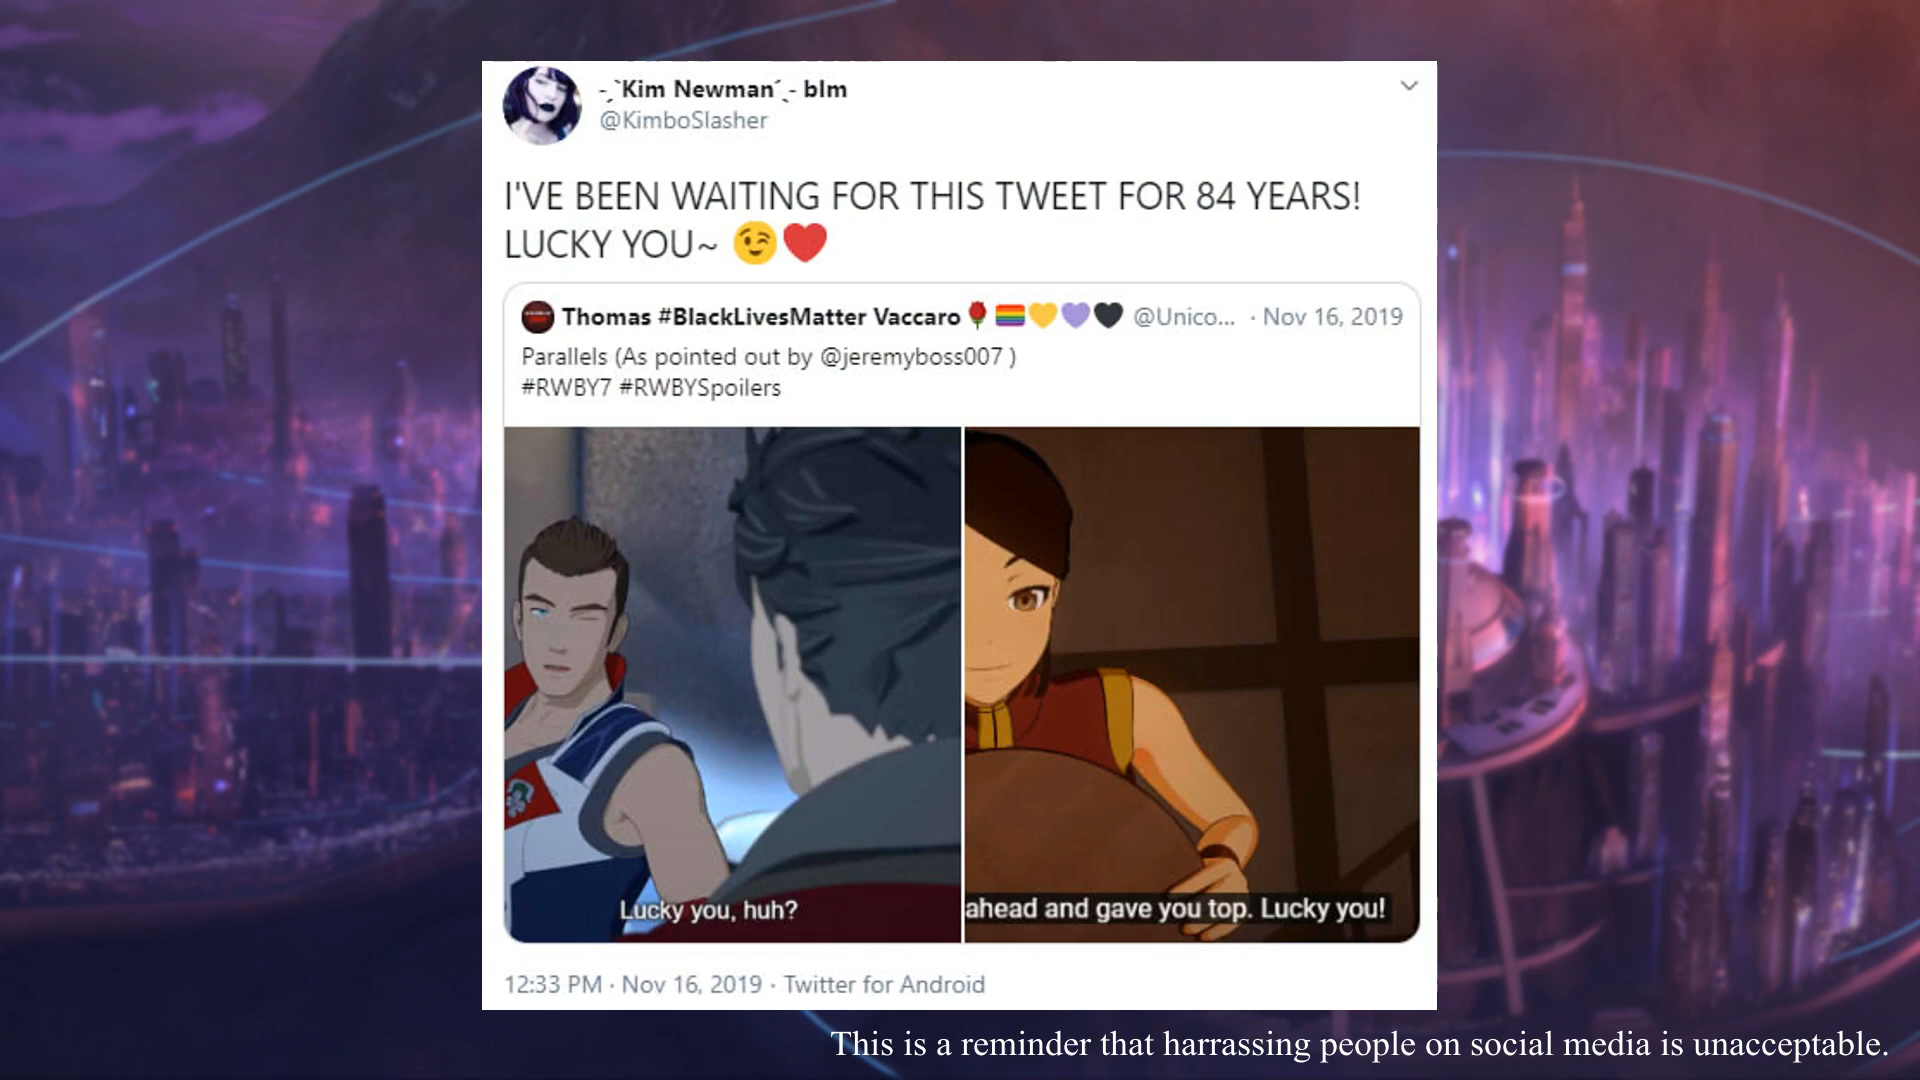 -ˏˋKim Newmanˊˎ- blm
@KimboSlasher
I'VE BEEN WAITING FOR THIS TWEET FOR 84 YEARS!
LUCKY YOU~ 😉❤️
Thomas #BlackLivesMatter Vaccaro🌹🏳️‍🌈💛💜🖤 @Unico... · Nov 16, 2019
Parallels (As pointed out by @jeremyboss007 )
#RWBY7 #RWBYSpoilers
Lucky you, huh?
ahead and gave you top. Lucky you!
12:33 PM · Nov 16, 2019 · Twitter for Android
This is a reminder that harrassing people on social media is unacceptable.